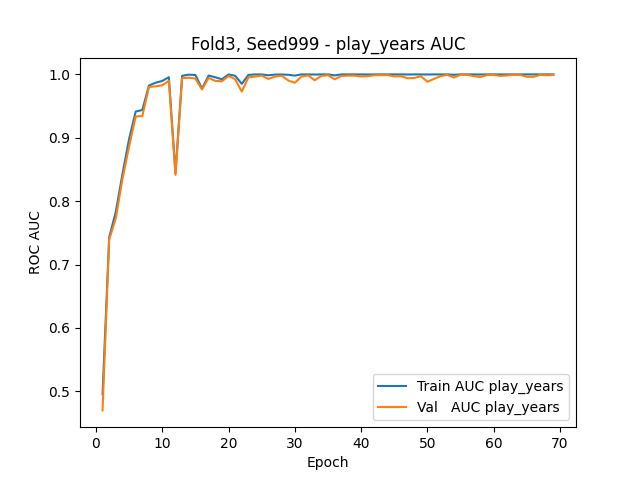 Fold3, Seed999 - play_years AUC
ROC AUC
1.0
0.9
0.8
0.7
0.6
0.5
0 10 20 30 40 50 60 70
Epoch
Train AUC play_years
Val   AUC play_years